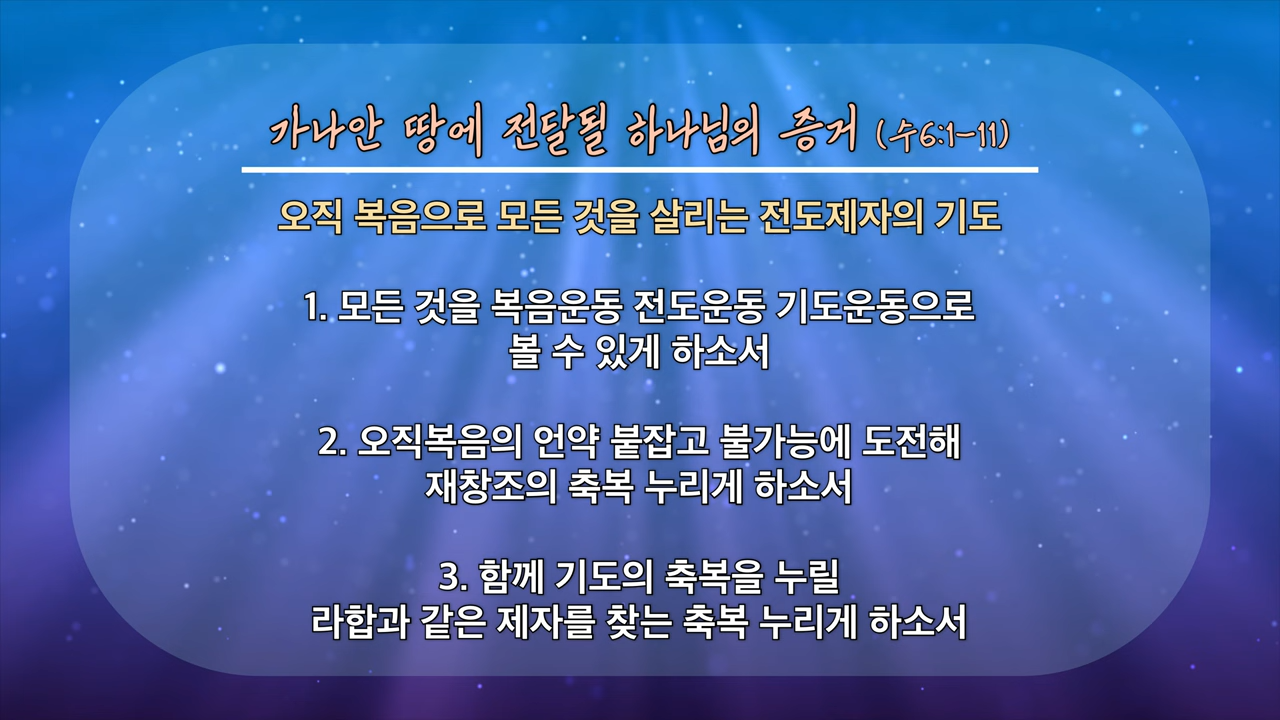 가나안 땅에 전달될 하나님의 증거 (수6:1-11)
오직 복음으로 모든 것을 살리는 전도제자의 기도
1. 모든 것을 복음운동 전도운동 기도운동으로
볼 수 있게 하소서
2. 오직복음의 언약 붙잡고 불가능에 도전해
재창조의 축복 누리게 하소서
3. 함께 기도의 축복을 누릴
라합과 같은 제자를 찾는 축복 누리게 하소서